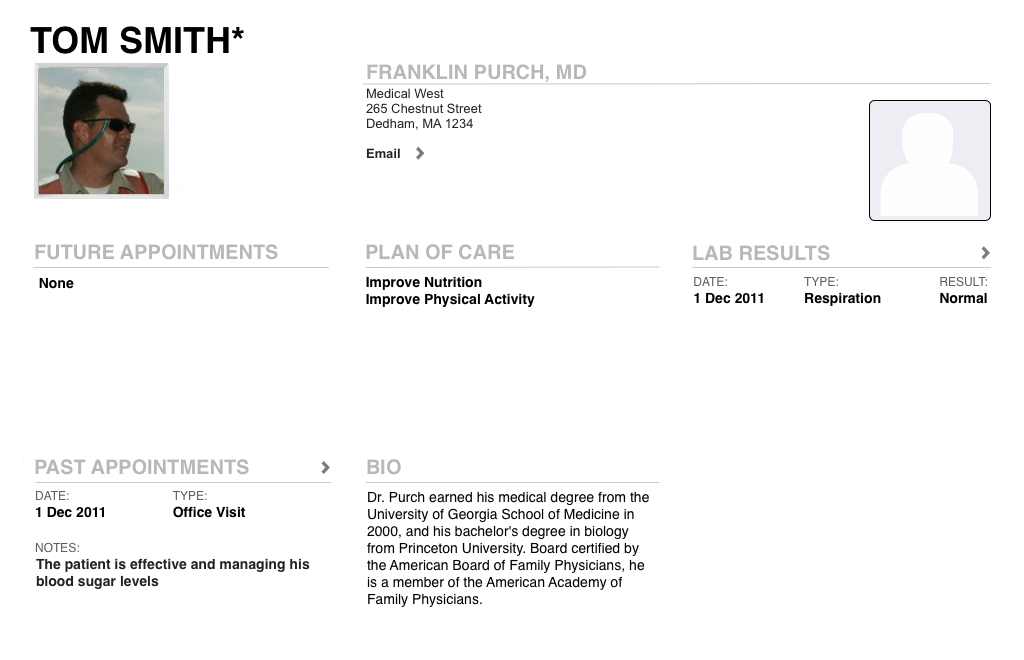 TOM SMITH*
FRANKLIN PURCH, MD
Medical West
265 Chestnut Street
Dedham, MA 1234
Email
FUTURE APPOINTMENTS
None
PLAN OF CARE
Improve Nutrition
Improve Physical Activity
LAB RESULTS
DATE: TYPE: RESULT:
1 Dec 2011 Respiration Normal
PAST APPOINTMENTS
DATE: TYPE:
1 Dec 2011 Office Visit
NOTES:
The patient is effective and managing his
blood sugar levels
BIO
Dr. Purch earned his medical degree from the
University of Georgia School of Medicine in
2000, and his bachelor's degree in biology
from Princeton University. Board certified by
the American Board of Family Physicians, he
is a member of the American Academy of
Family Physicians.